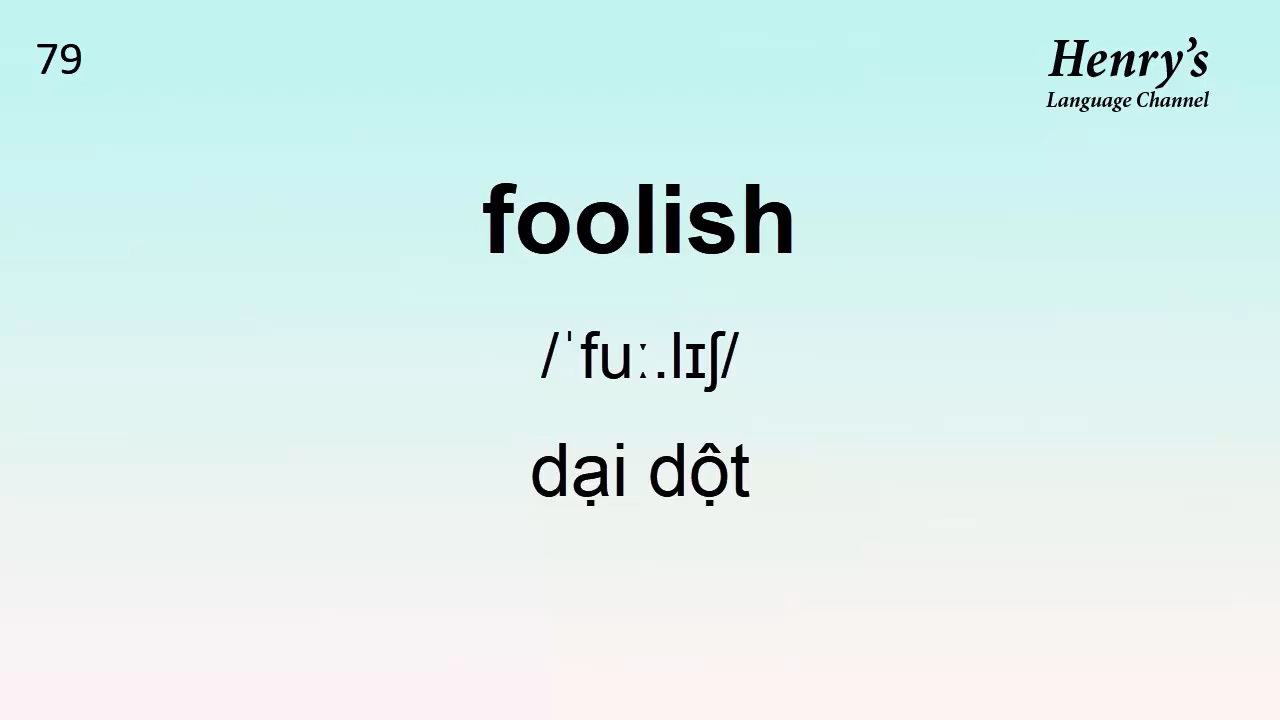 79
Henry’s
Language Channel
foolish
/ˈfuː.lɪʃ/
dại dột